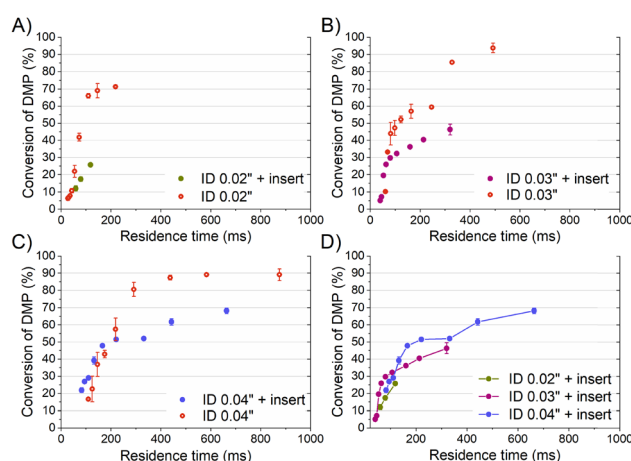 A)
Conversion of DMP (%)
100
90
80
70
60
50
40
30
20
10
0
ID 0.02" + insert
ID 0.02"
0 200 400 600 800 1000
Residence time (ms)
B)
Conversion of DMP (%)
100
90
80
70
60
50
40
30
20
10
0
ID 0.03" + insert
ID 0.03"
0 200 400 600 800 1000
Residence time (ms)
C)
Conversion of DMP (%)
100
90
80
70
60
50
40
30
20
10
0
ID 0.04" + insert
ID 0.04"
0 200 400 600 800 1000
Residence time (ms)
D)
Conversion of DMP (%)
100
90
80
70
60
50
40
30
20
10
0
ID 0.02" + insert
ID 0.03" + insert
ID 0.04" + insert
0 200 400 600 800 1000
Residence time (ms)